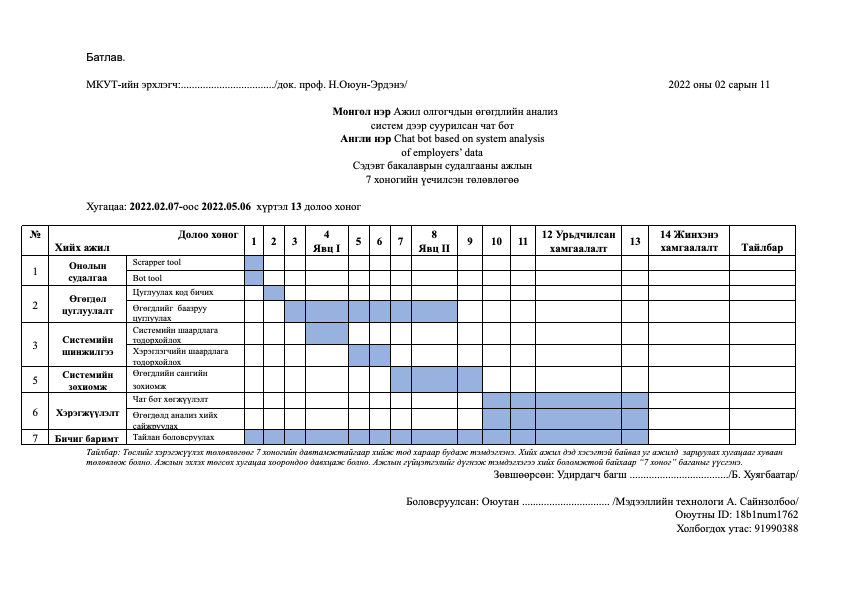 Батлав.
МКУТ-ийн эрхлэгч:................................../док. проф. Н.Оюун-Эрдэнэ/ 2022 оны 02 сарын 11
Монгол нэр Ажил олгогчдын өгөгдлийн анализ
систем дээр суурилсан чат бот
Англи нэр Chat bot based on system analysis
of employers’ data
Сэдэвт бакалаврын судалгааны ажлын
7 хоногийн үечилсэн төлөвлөгөө
Хугацаа: 2022.02.07-оос 2022.05.06 хүртэл 13 долоо хоног
№ Долоо хоног 1 2 3 4 5 6 7 8 9 10 11 12 Урьдчилсан 13 14 Жинхэнэ Тайлбар
Хийх ажил Явц I Явц II хамгаалалт хамгаалалт
1 Онолын судалгаа Scrapper tool
Bot tool
2 Өгөгдөл цуглуулалт Цуглуулах код бичих
Өгөгдлийг баазруу
цуглуулах
3 Системийн шинжилгээ Системийн шаардлага
тодорхойлох
Хэрэглэгчийн шаардлага
тодорхойлох
5 Системийн зохиомж Өгөгдлийн сангийн
зохиомж
6 Хэрэгжүүлэлт Чат бот хөгжүүлэлт
Өгөгдөлд анализ хийх
сайжруулах
7 Бичиг баримт Тайлан боловсруулах
Тайлбар: Төслийг хэрэгжүүлэх төлөвлөгөөг 7 хоногийн давтамжтайгаар хийж тод хараар будаж тэмдэглэнэ. Хийх ажил дэд хэсэгтэй байвал уг ажилд зарцуулах хугацааг хуваан
төлөвлөж болно. Ажлын эхлэх төгсөх хугацаа хоорондоо давхцаж болно. Ажлын гүйцэтгэлийг дүгнэж тэмдэглэгээ хийх боломжтой байхаар “7 хоног” баганыг үүсгэнэ.
Зөвшөөрсөн: Удирдагч багш ..................................../Б. Хуягбаатар/
Боловсруулсан: Оюутан ................................ /Мэдээллийн технологи А. Сайнзолбоо/
Оюутны ID: 18b1num1762
Холбогдох утас: 91990388